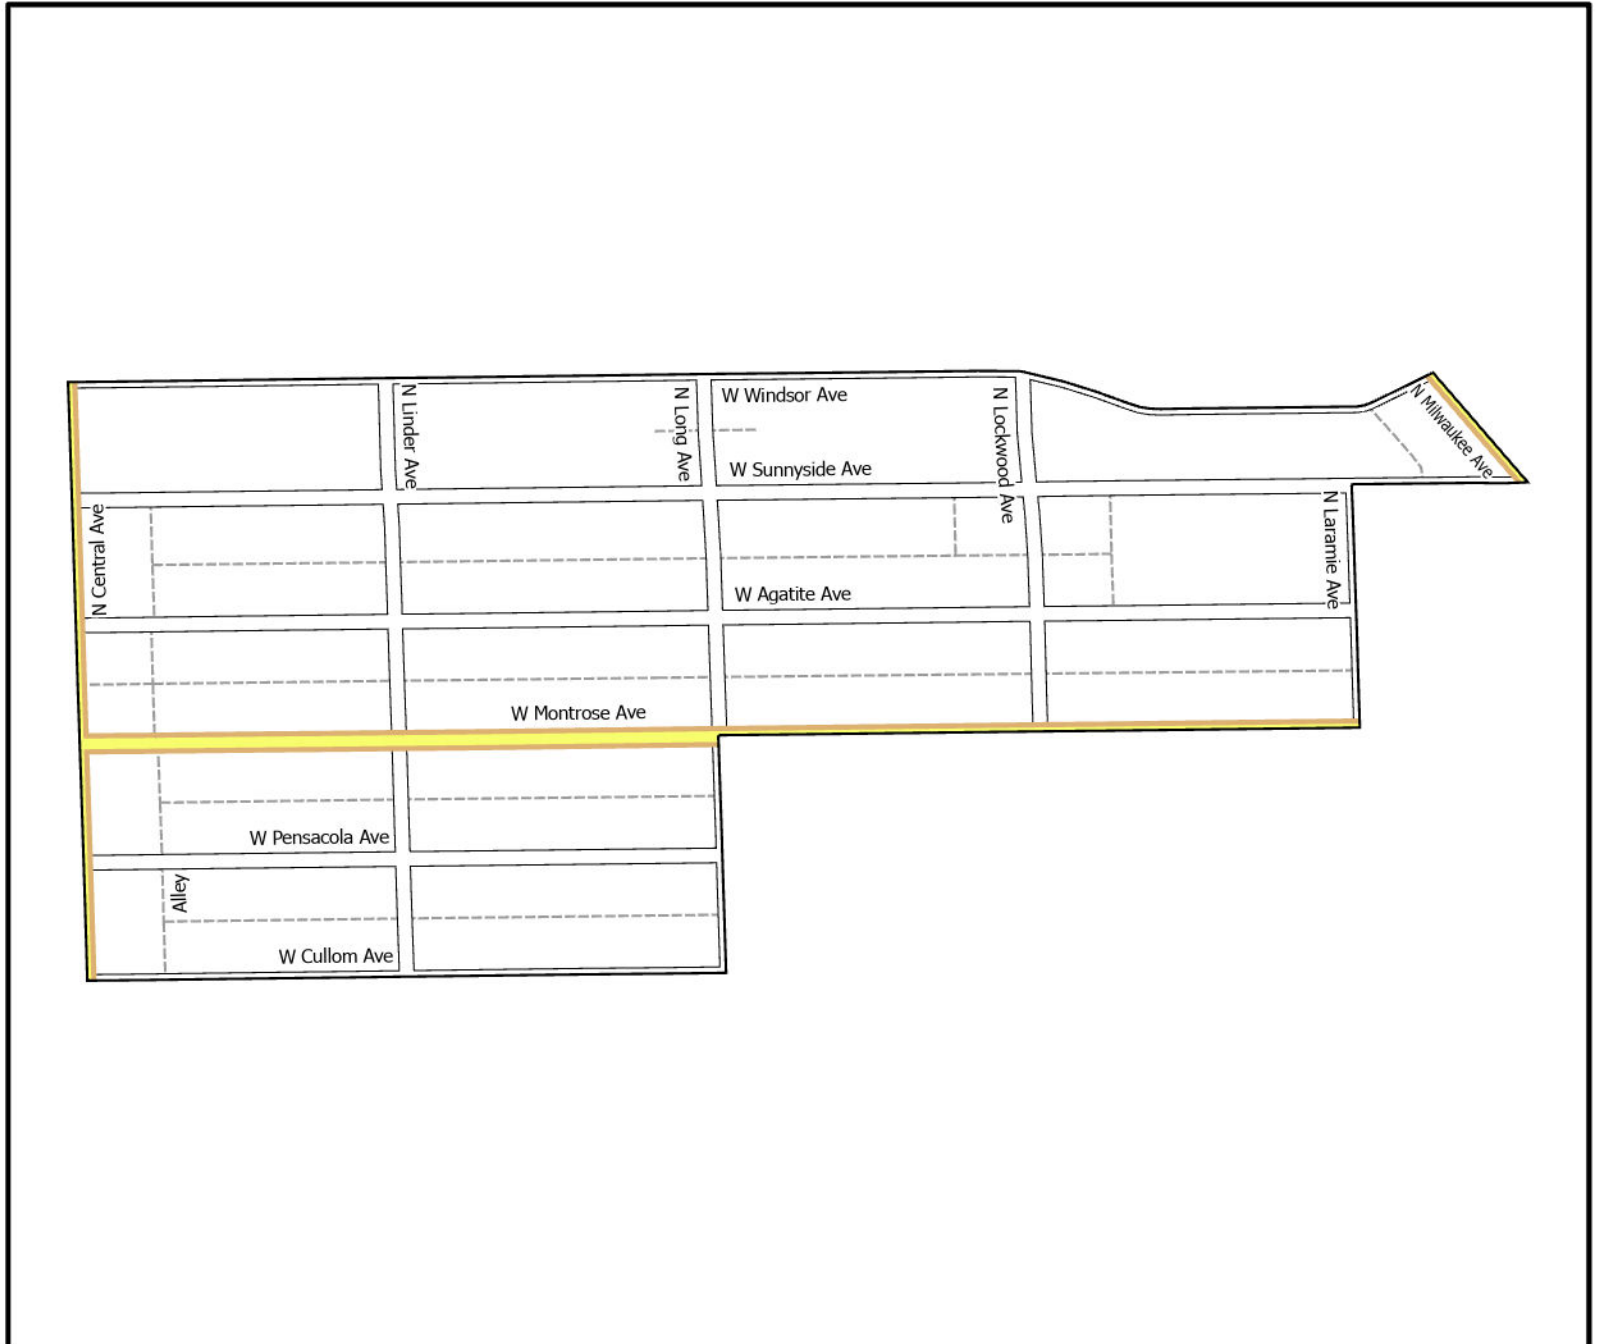 N Linder Ave
N Long Ave
W Windsor Ave
N Lockwood Ave
N Milwaukee Ave
W Sunnyside Ave
N Central Ave
N Laramie Ave
W Agatite Ave
W Montrose Ave
W Pensacola Ave
Alley
W Cullom Ave